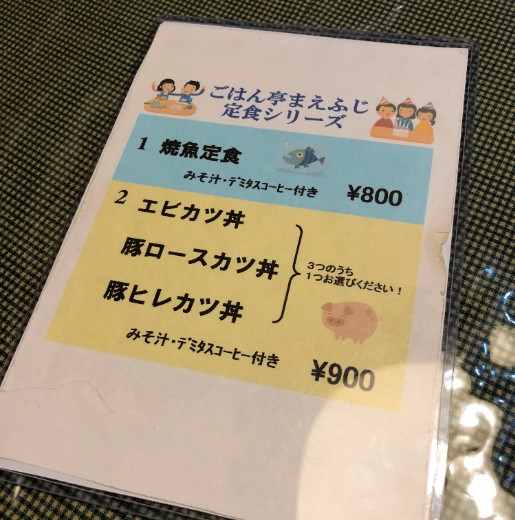 ごはん亭まえふじ
定食シリーズ
1 焼魚定食
みそ汁・デミタスコーヒー付き ¥800
2 エビカツ丼
豚ロースカツ丼
豚ヒレカツ丼
3つのうち
1つお選びください!
みそ汁・デミタスコーヒー付き ¥900